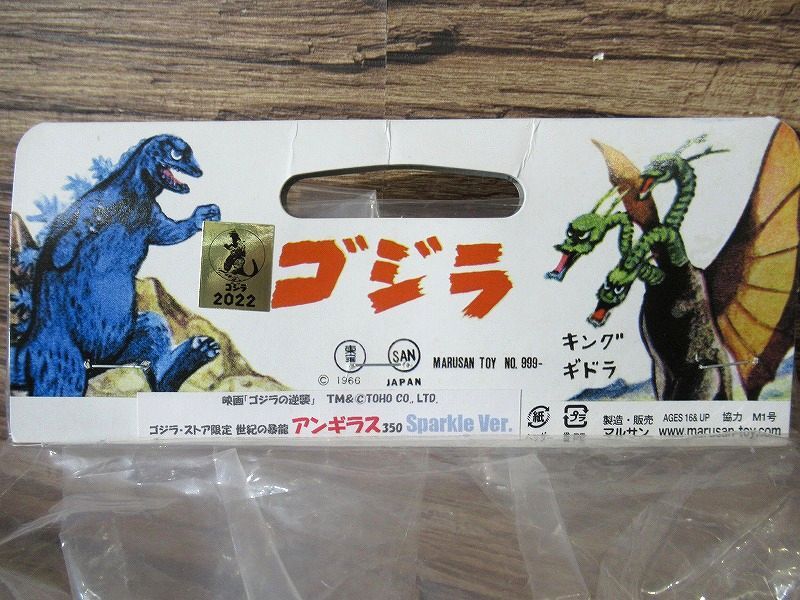 ゴジラ
ゴジラ
2022
キング
ギドラ
東宝 SAN MARUSAN TOY NO. 999-
© 1966 JAPAN
映画「ゴジラの逆襲」 TM&©TOHO CO., LTD.
ゴジラ・ストア限定 世紀の暴龍 アンギラス350 Sparkle Ver.
紙 プラ 製造・販売 AGES 16& UP 協力 M1号
マルサン www.marusan-toy.com